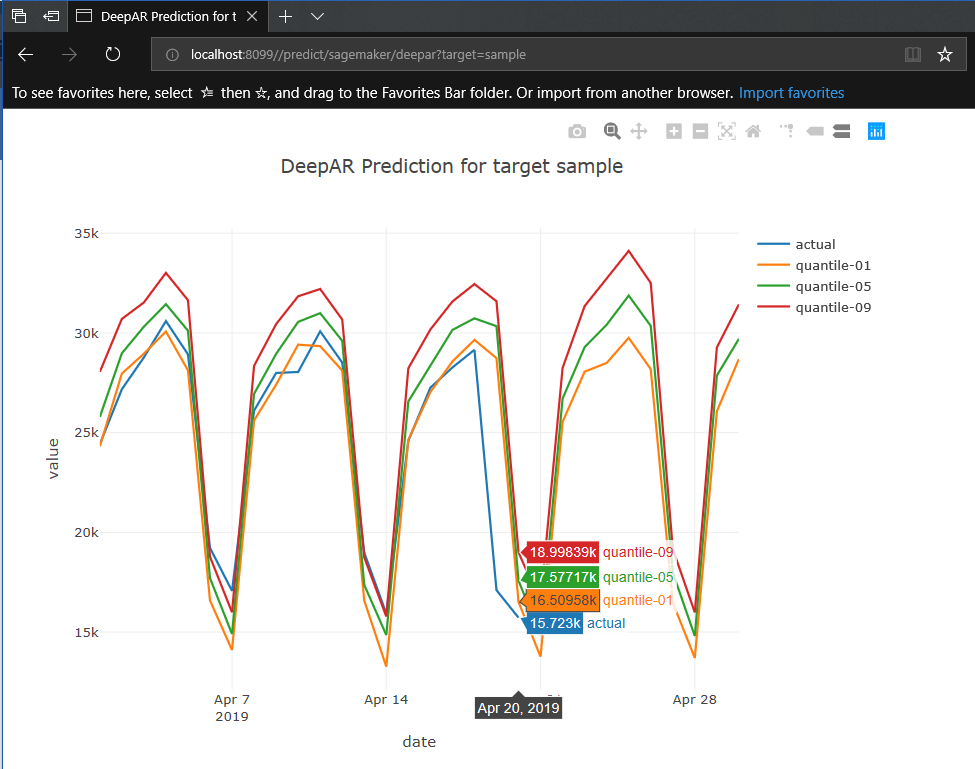 DeepAR Prediction for t
localhost:8099//predict/sagemaker/deepar?target=sample
To see favorites here, select then , and drag to the Favorites Bar folder. Or import from another browser. Import favorites
DeepAR Prediction for target sample
35k
30k
25k
20k
15k
value
actual
quantile-01
quantile-05
quantile-09
18.99839k quantile-09
17.57717k quantile-05
16.50958k quantile-01
15.723k actual
Apr 7
2019
Apr 14
Apr 20, 2019
Apr 28
date